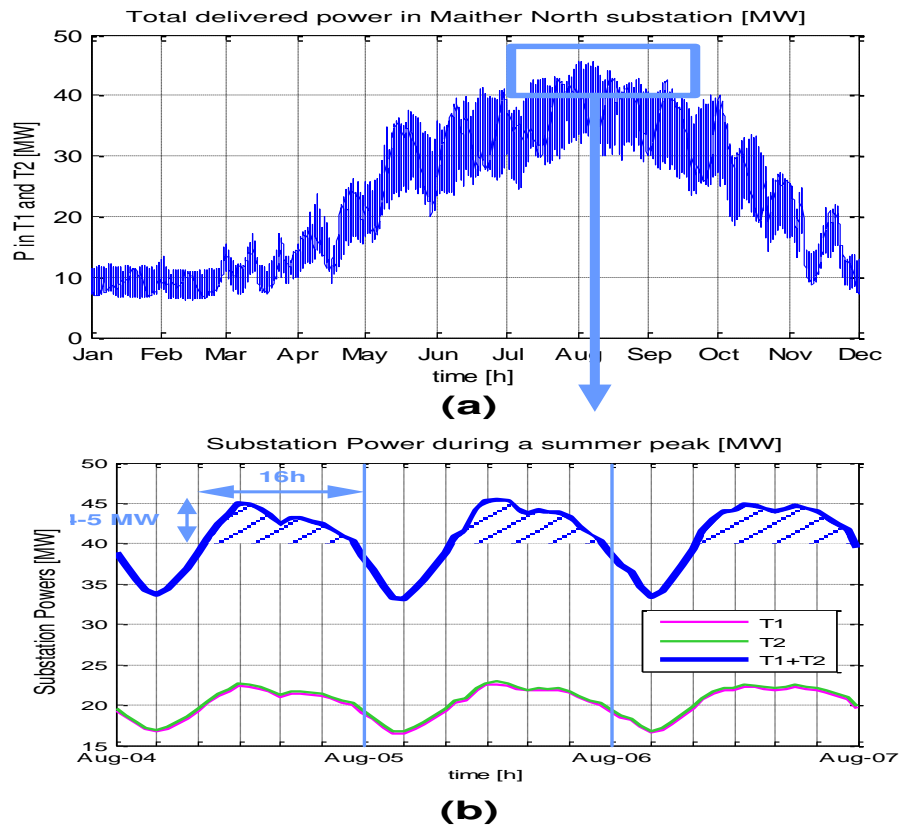 Total delivered power in Maither North substation [MW]
P in T1 and T2 [MW]
50
40
30
20
10
0
Jan Feb Mar Apr May Jun Jul Aug Sep Oct Nov Dec
time [h]
(a)
Substation Power during a summer peak [MW]
Substation Powers [MW]
50
45
40
35
30
25
20
15
16h
4-5 MW
T1
T2
T1+T2
Aug-04 Aug-05 Aug-06 Aug-07
time [h]
(b)